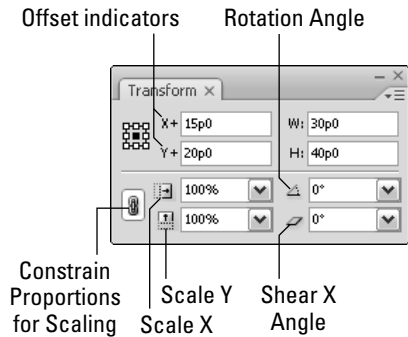 Offset indicators
Rotation Angle
Transform
X+ 15p0 W: 30p0
Y+ 20p0 H: 40p0
100% 0°
100% 0°
Constrain
Proportions
for Scaling
Scale X
Scale Y
Shear X
Angle